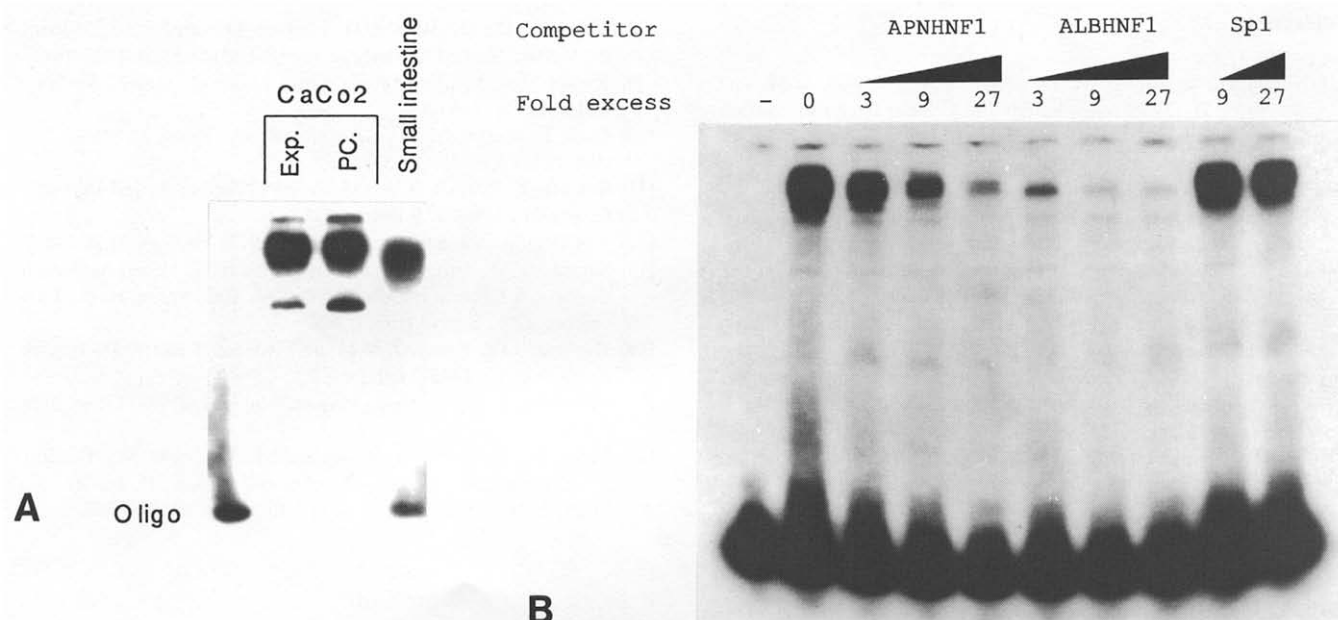 Competitor APNHNF1 ALBHNF1 Sp1
Fold excess – 0 3 9 27 3 9 27 9 27
CaCo2
Exp. PC. Small intestine
A Oligo
B